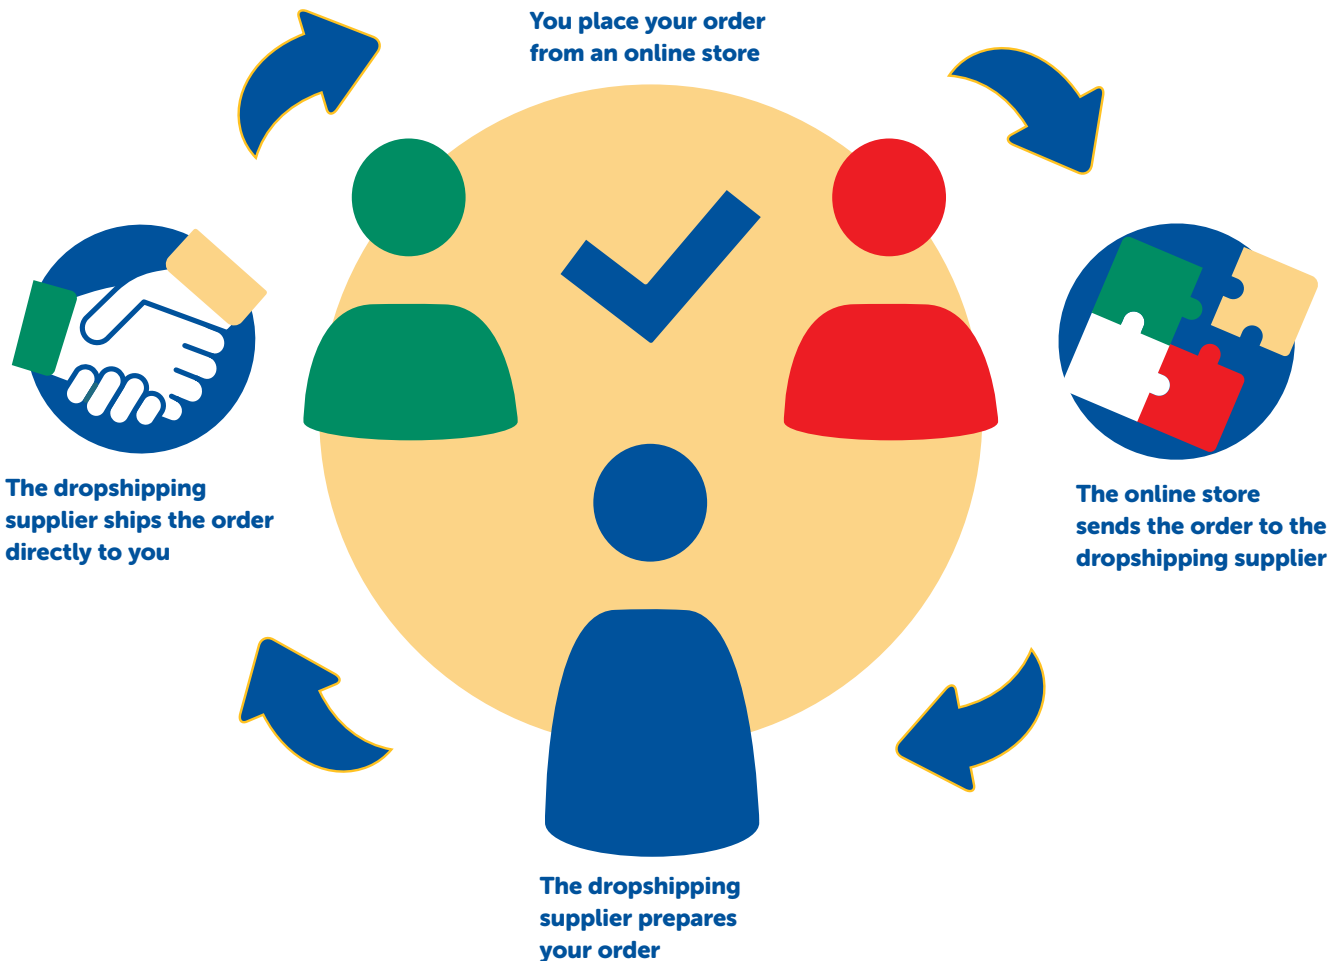 You place your order
from an online store
The online store
sends the order to the
dropshipping supplier
The dropshipping
supplier prepares
your order
The dropshipping
supplier ships the order
directly to you